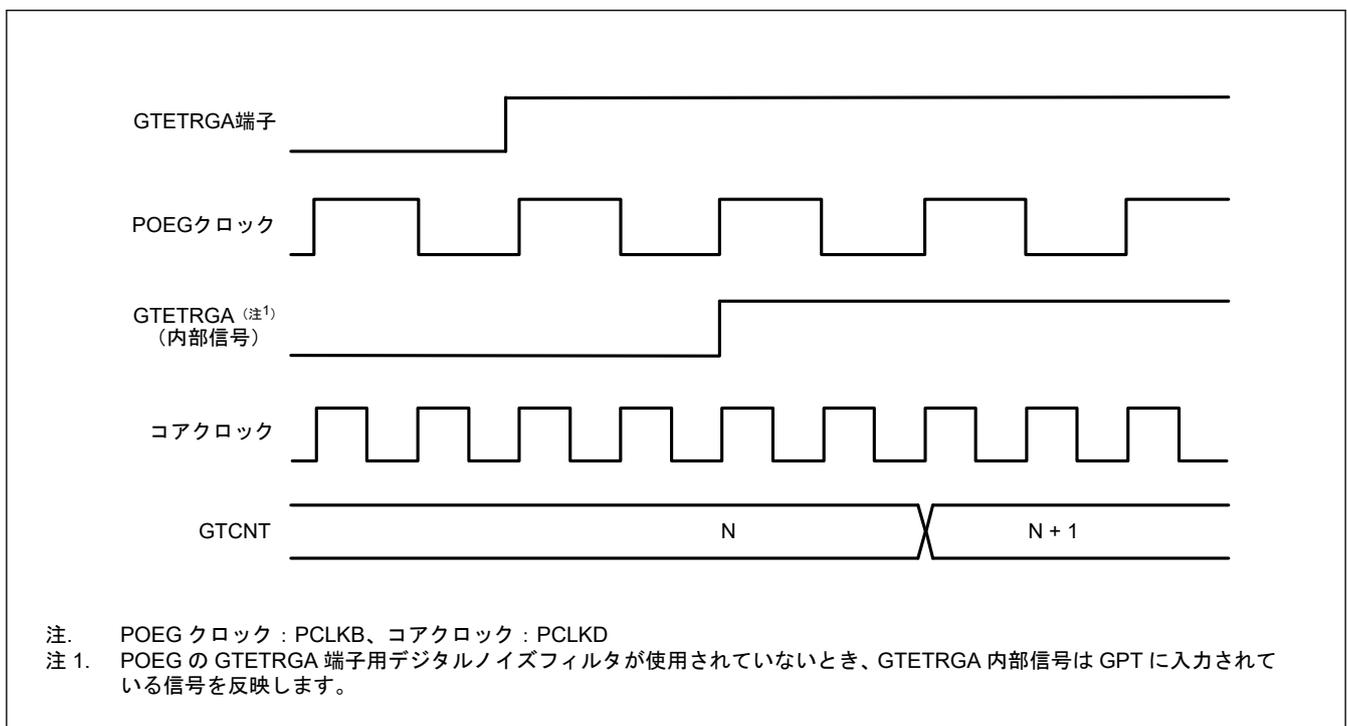 GTETRGA端子
POEGクロック
GTETRGA（注1）
（内部信号）
コアクロック
GTCNT N N + 1
注. POEG クロック：PCLKB、コアクロック：PCLKD
注 1. POEG の GTETRGA 端子用デジタルノイズフィルタが使用されていないとき、GTETRGA 内部信号は GPT に入力されて
いる信号を反映します。